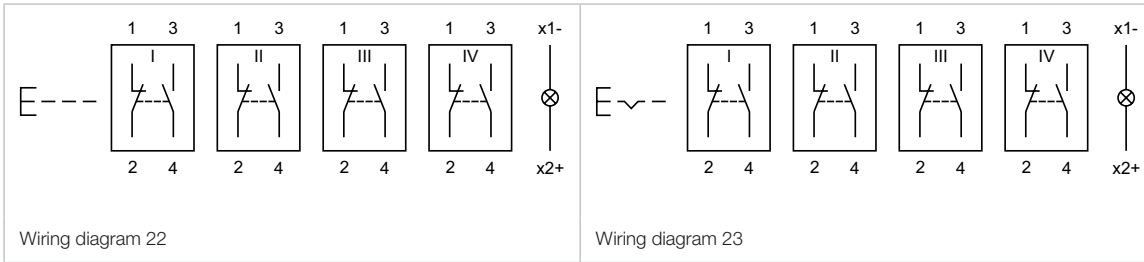 1 3 1 3 1 3 1 3 x1- 1 3 1 3 1 3 1 3 x1-
I II III IV I II III IV
2 4 2 4 2 4 2 4 x2+ 2 4 2 4 2 4 2 4 x2+
Wiring diagram 22 Wiring diagram 23